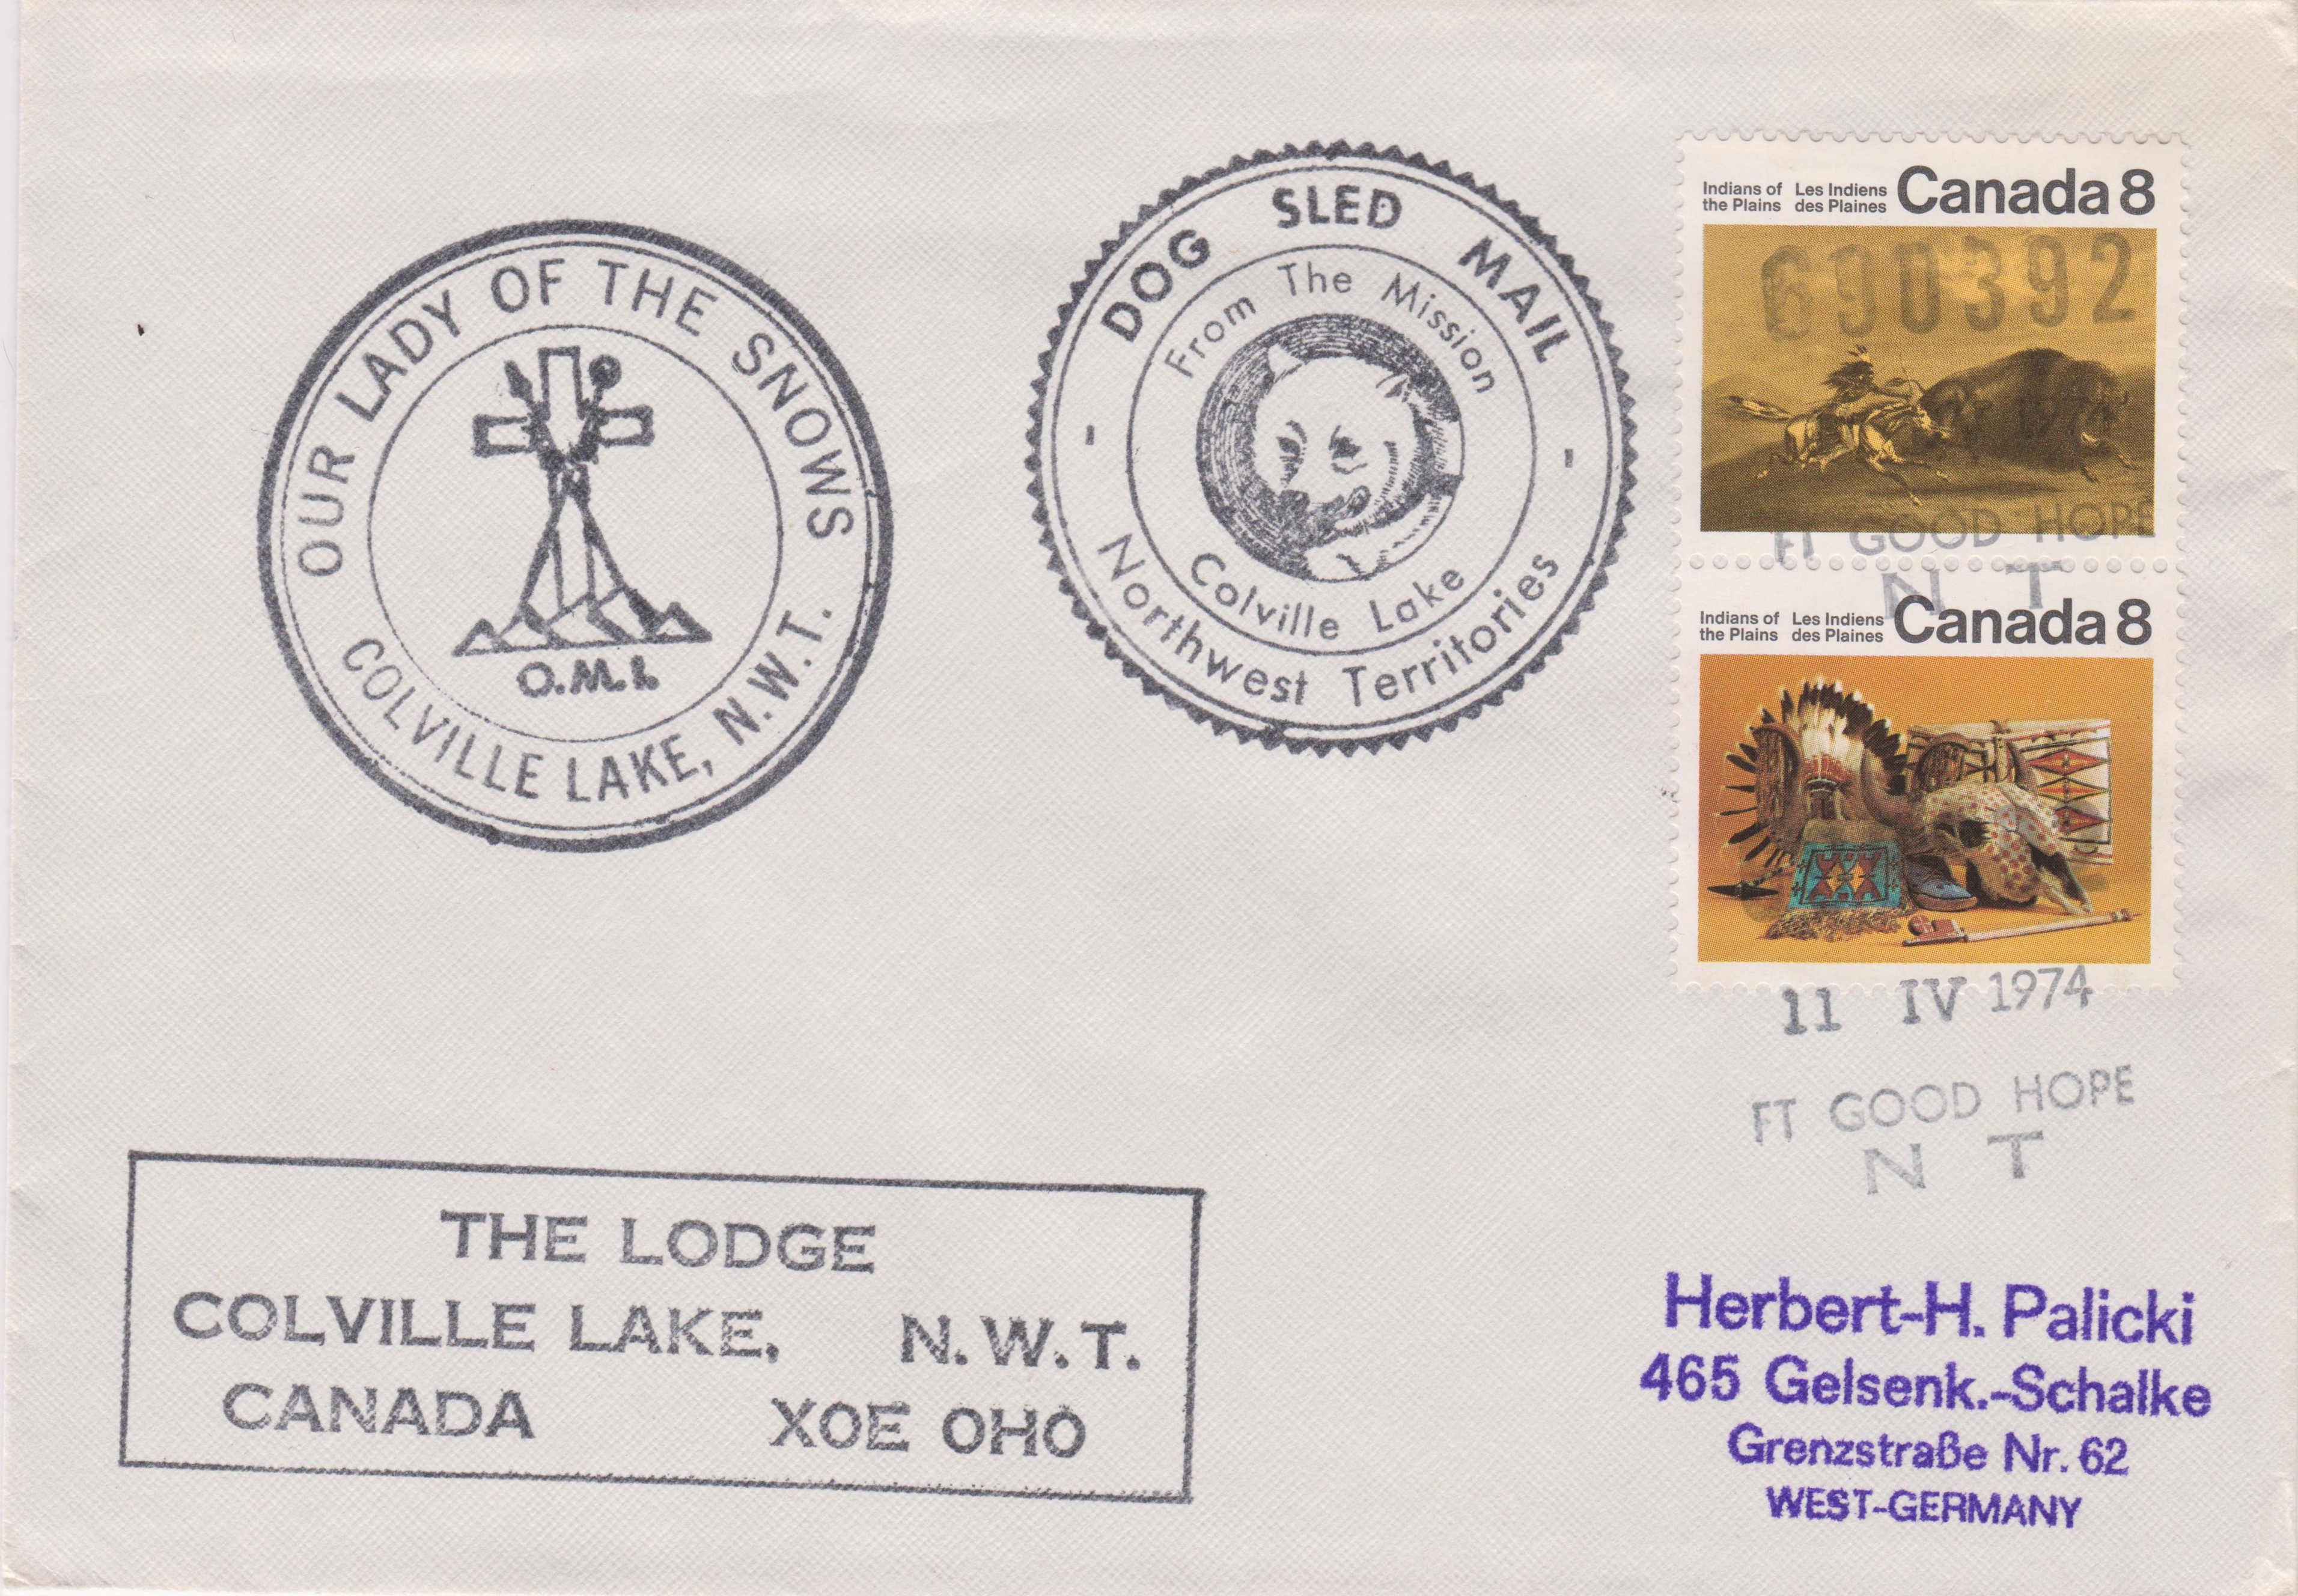 OUR LADY OF THE SNOWS
COLVILLE LAKE, N.W.T.
O.M.I.
DOG SLED MAIL
From The Mission
Colville Lake
Northwest Territories
Indians of the Plains
Les Indiens des Plaines
Canada 8
690392
1974
FT GOOD HOPE
N T
Indians of the Plains
Les Indiens des Plaines
Canada 8
11 IV 1974
FT GOOD HOPE
N T
THE LODGE
COLVILLE LAKE, N.W.T.
CANADA XOE OHO
Herbert-H. Palicki
465 Gelsenk.-Schalke
Grenzstraße Nr. 62
WEST-GERMANY